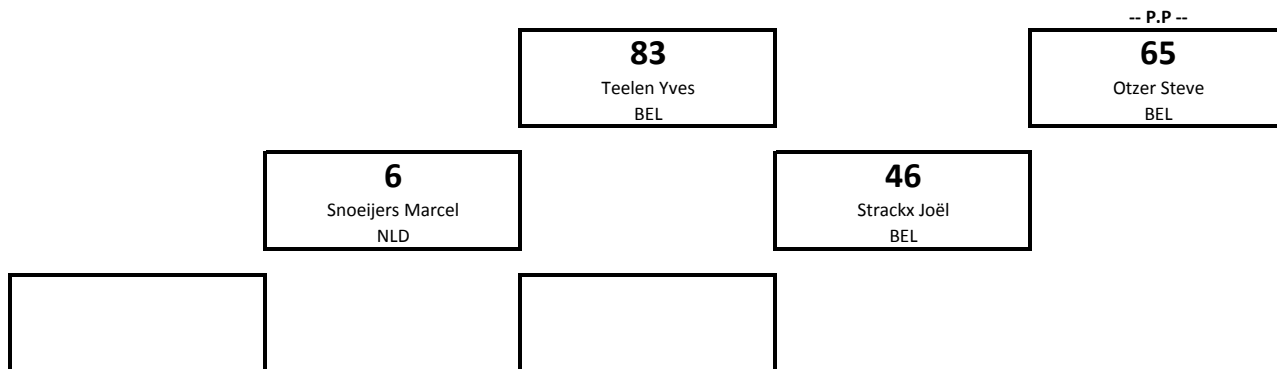 -- P.P --
83
Teelen Yves
BEL
65
Otzer Steve
BEL
6
Snoeijers Marcel
NLD
46
Strackx Joël
BEL